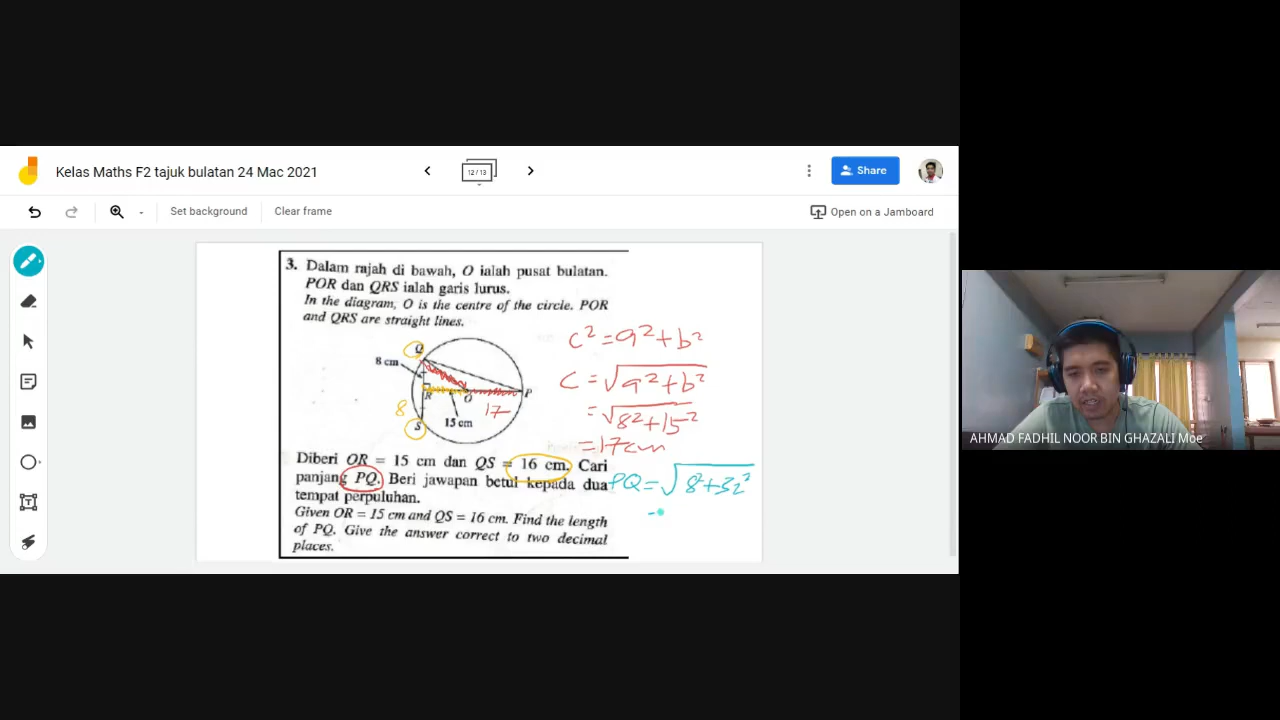 Kelas Maths F2 tajuk bulatan 24 Mac 2021
12 / 13
Share
Set background
Clear frame
Open on a Jamboard
3. Dalam rajah di bawah, O ialah pusat bulatan.
POR dan QRS ialah garis lurus.
In the diagram, O is the centre of the circle. POR
and QRS are straight lines.
Q
8 cm
R
O
P
8
17
S
15 cm
c² = a² + b²
c = √a² + b²
= √8² + 15²
= 17cm
Diberi OR = 15 cm dan QS = 16 cm. Cari
panjang PQ. Beri jawapan betul kepada dua
tempat perpuluhan.
Given OR = 15 cm and QS = 16 cm. Find the length
of PQ. Give the answer correct to two decimal
places.
PQ = √8² + 32²
AHMAD FADHIL NOOR BIN GHAZALI Moe